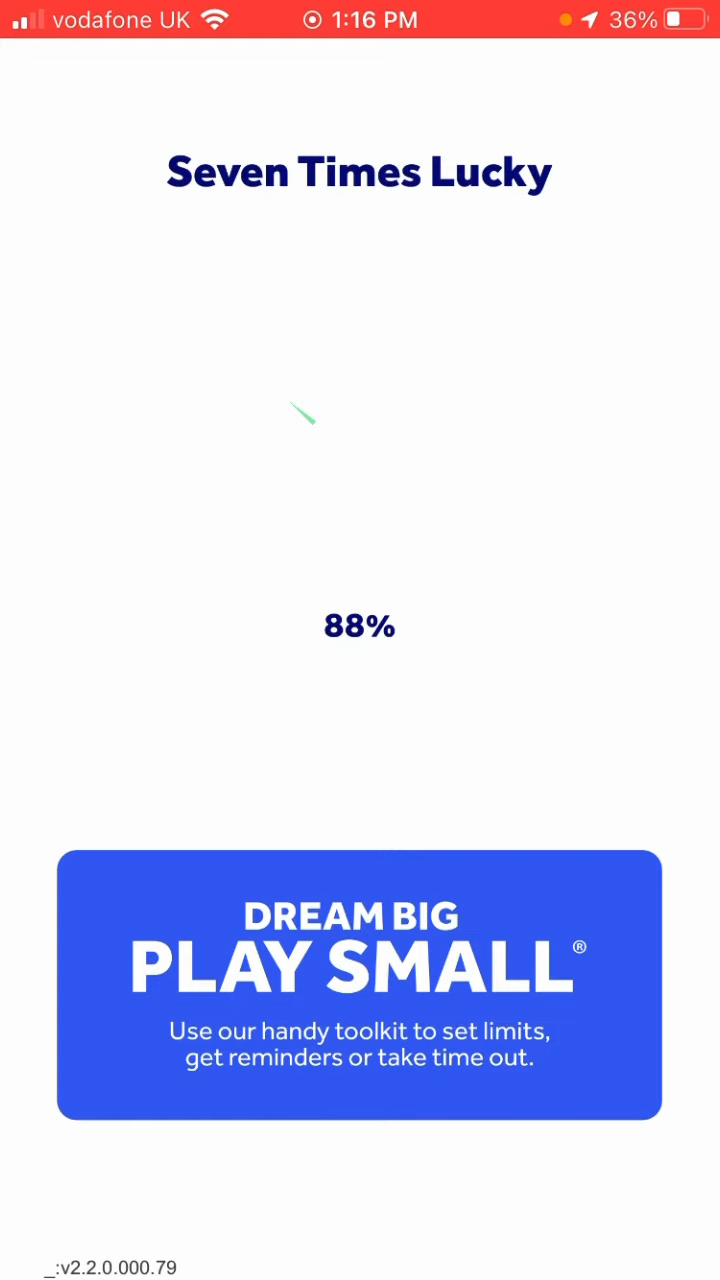 vodafone UK 1:16 PM 36%
Seven Times Lucky
88%
DREAM BIG
PLAY SMALL®
Use our handy toolkit to set limits,
get reminders or take time out.
_:v2.2.0.000.79